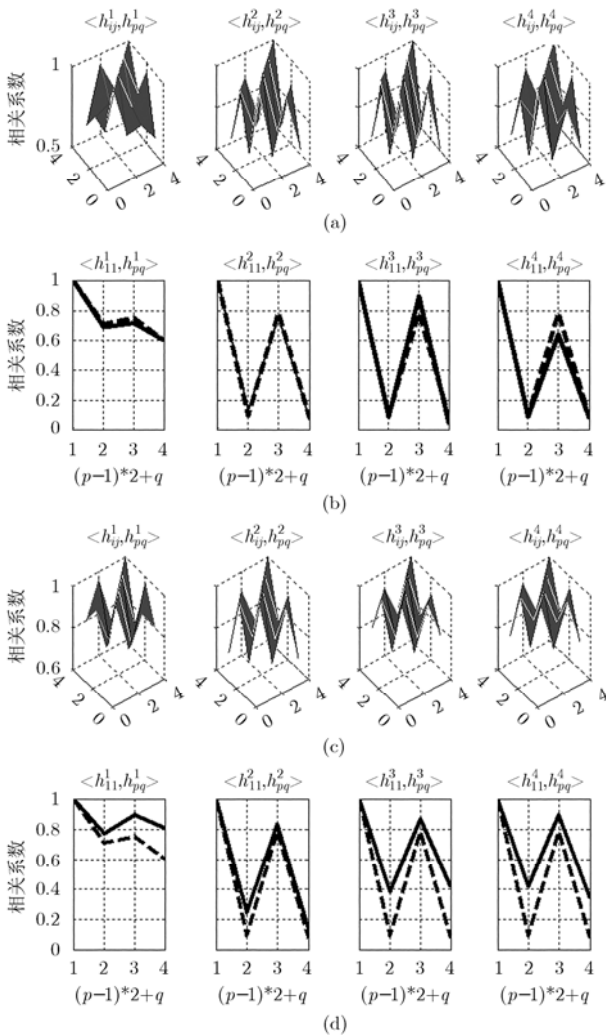 <h¹ᵢⱼ,h¹ₚq> <h²ᵢⱼ,h²ₚq> <h³ᵢⱼ,h³ₚq> <h⁴ᵢⱼ,h⁴ₚq>
相关系数
1
0.5
4 2 0 0 2 4 4 2 0 0 2 4 4 2 0 0 2 4 4 2 0 0 2 4
(a)
<h¹₁₁,h¹ₚq> <h²₁₁,h²ₚq> <h³₁₁,h³ₚq> <h⁴₁₁,h⁴ₚq>
相关系数
1
0.8
0.6
0.4
0.2
0
1 2 3 4 1 2 3 4 1 2 3 4 1 2 3 4
(p−1)*2+q (p−1)*2+q (p−1)*2+q (p−1)*2+q
(b)
<h¹ᵢⱼ,h¹ₚq> <h²ᵢⱼ,h²ₚq> <h³ᵢⱼ,h³ₚq> <h⁴ᵢⱼ,h⁴ₚq>
相关系数
1
0.8
0.6
4 2 0 0 2 4 4 2 0 0 2 4 4 2 0 0 2 4 4 2 0 0 2 4
(c)
<h¹₁₁,h¹ₚq> <h²₁₁,h²ₚq> <h³₁₁,h³ₚq> <h⁴₁₁,h⁴ₚq>
相关系数
1
0.8
0.6
0.4
0.2
0
1 2 3 4 1 2 3 4 1 2 3 4 1 2 3 4
(p−1)*2+q (p−1)*2+q (p−1)*2+q (p−1)*2+q
(d)